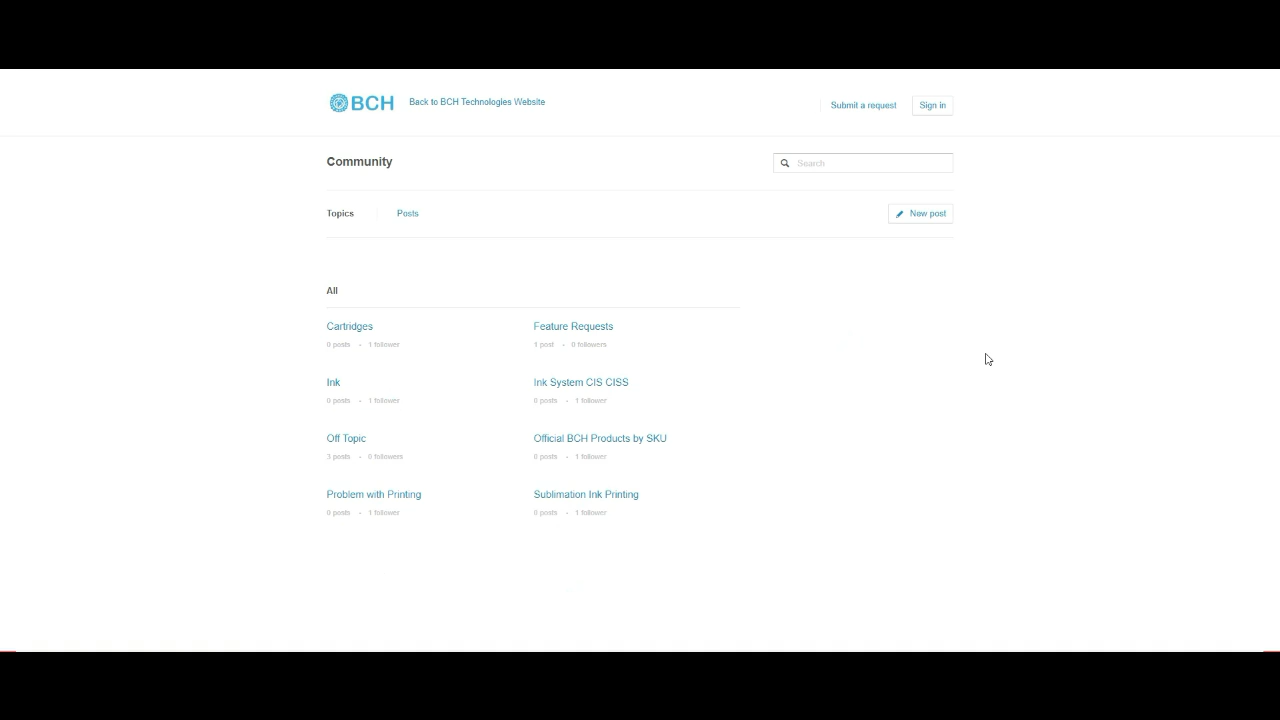 BCH Back to BCH Technologies Website Submit a request Sign in
Community Search
Topics Posts New post
All
Cartridges Feature Requests
0 posts 1 follower 1 post 0 followers
Ink Ink System CIS CISS
0 posts 1 follower 0 posts 1 follower
Off Topic Official BCH Products by SKU
3 posts 0 followers 0 posts 1 follower
Problem with Printing Sublimation Ink Printing
0 posts 1 follower 0 posts 1 follower